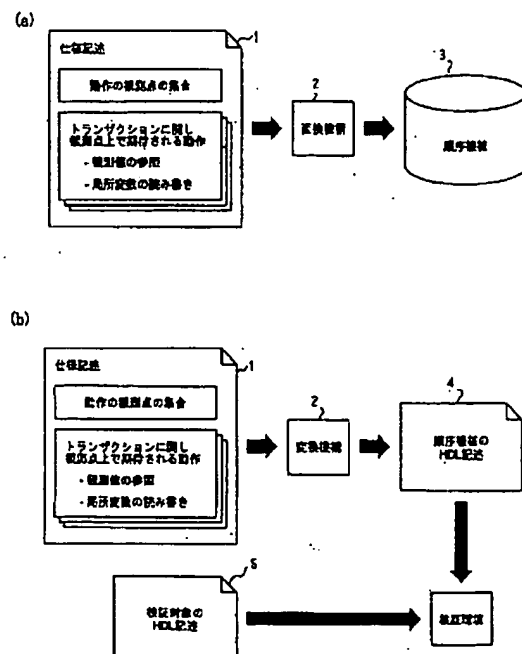 (a)
1
仕様記述
動作の観測点の集合
トランザクションに関し
観測点上で期待される動作
- 観測値の参照
- 局所変数の読み書き
2
変換機構
3
順序機械
(b)
1
仕様記述
動作の観測点の集合
トランザクションに関し
観測点上で期待される動作
- 観測値の参照
- 局所変数の読み書き
2
変換機構
4
順序機械の
HDL記述
5
検証対象の
HDL記述
検証環境